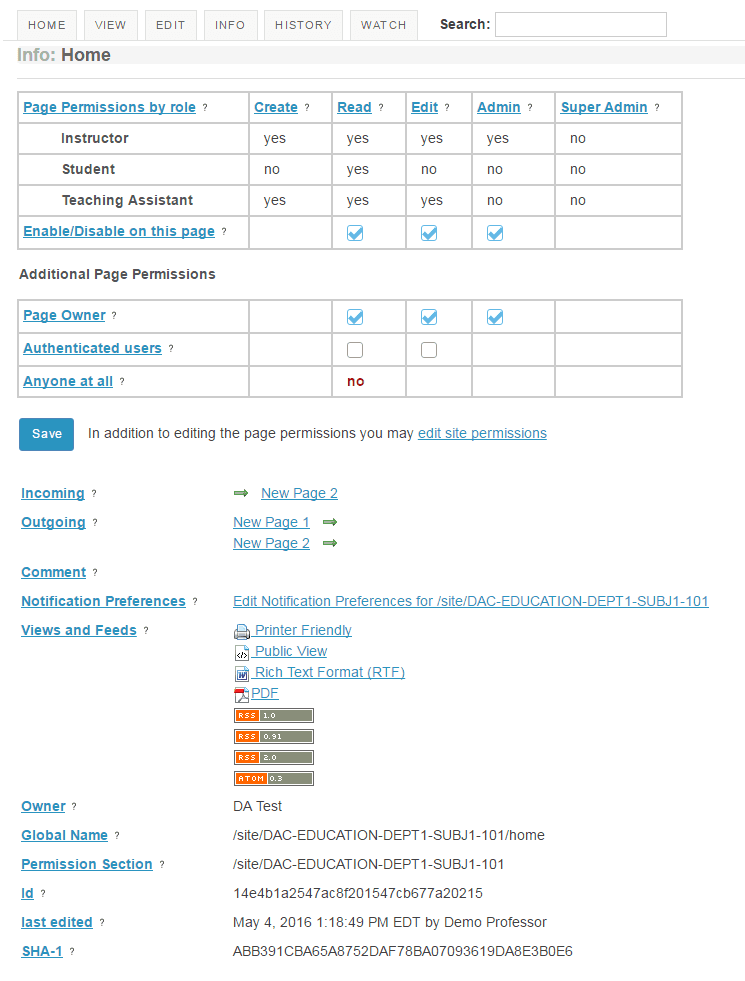 HOME VIEW EDIT INFO HISTORY WATCH Search:
Info: Home
Page Permissions by role ? Create ? Read ? Edit ? Admin ? Super Admin ?
Instructor yes yes yes yes no
Student no yes no no no
Teaching Assistant yes yes yes no no
Enable/Disable on this page ?
Additional Page Permissions
Page Owner ?
Authenticated users ?
Anyone at all ? no
Save In addition to editing the page permissions you may edit site permissions
Incoming ? New Page 2
Outgoing ? New Page 1
New Page 2
Comment ?
Notification Preferences ? Edit Notification Preferences for /site/DAC-EDUCATION-DEPT1-SUBJ1-101
Views and Feeds ? Printer Friendly
Public View
Rich Text Format (RTF)
PDF
RSS 1.0
RSS 0.91
RSS 2.0
ATOM 0.3
Owner ? DA Test
Global Name ? /site/DAC-EDUCATION-DEPT1-SUBJ1-101/home
Permission Section ? /site/DAC-EDUCATION-DEPT1-SUBJ1-101
Id ? 14e4b1a2547ac8f201547cb677a20215
last edited ? May 4, 2016 1:18:49 PM EDT by Demo Professor
SHA-1 ? ABB391CBA65A8752DAF78BA07093619DA8E3B0E6